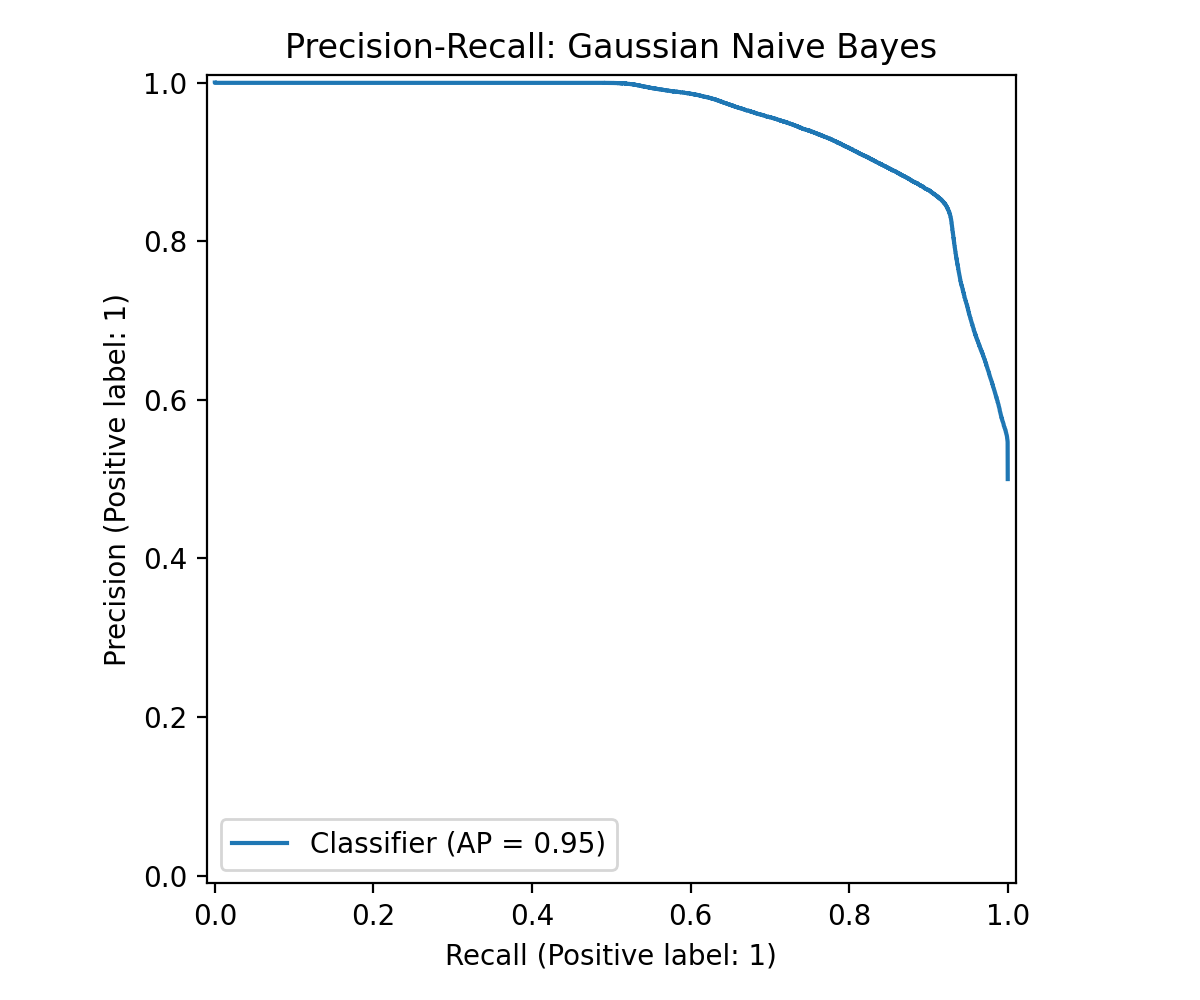 Precision-Recall: Gaussian Naive Bayes
1.0
0.8
0.6
0.4
0.2
0.0
Precision (Positive label: 1)
Classifier (AP = 0.95)
0.0 0.2 0.4 0.6 0.8 1.0
Recall (Positive label: 1)